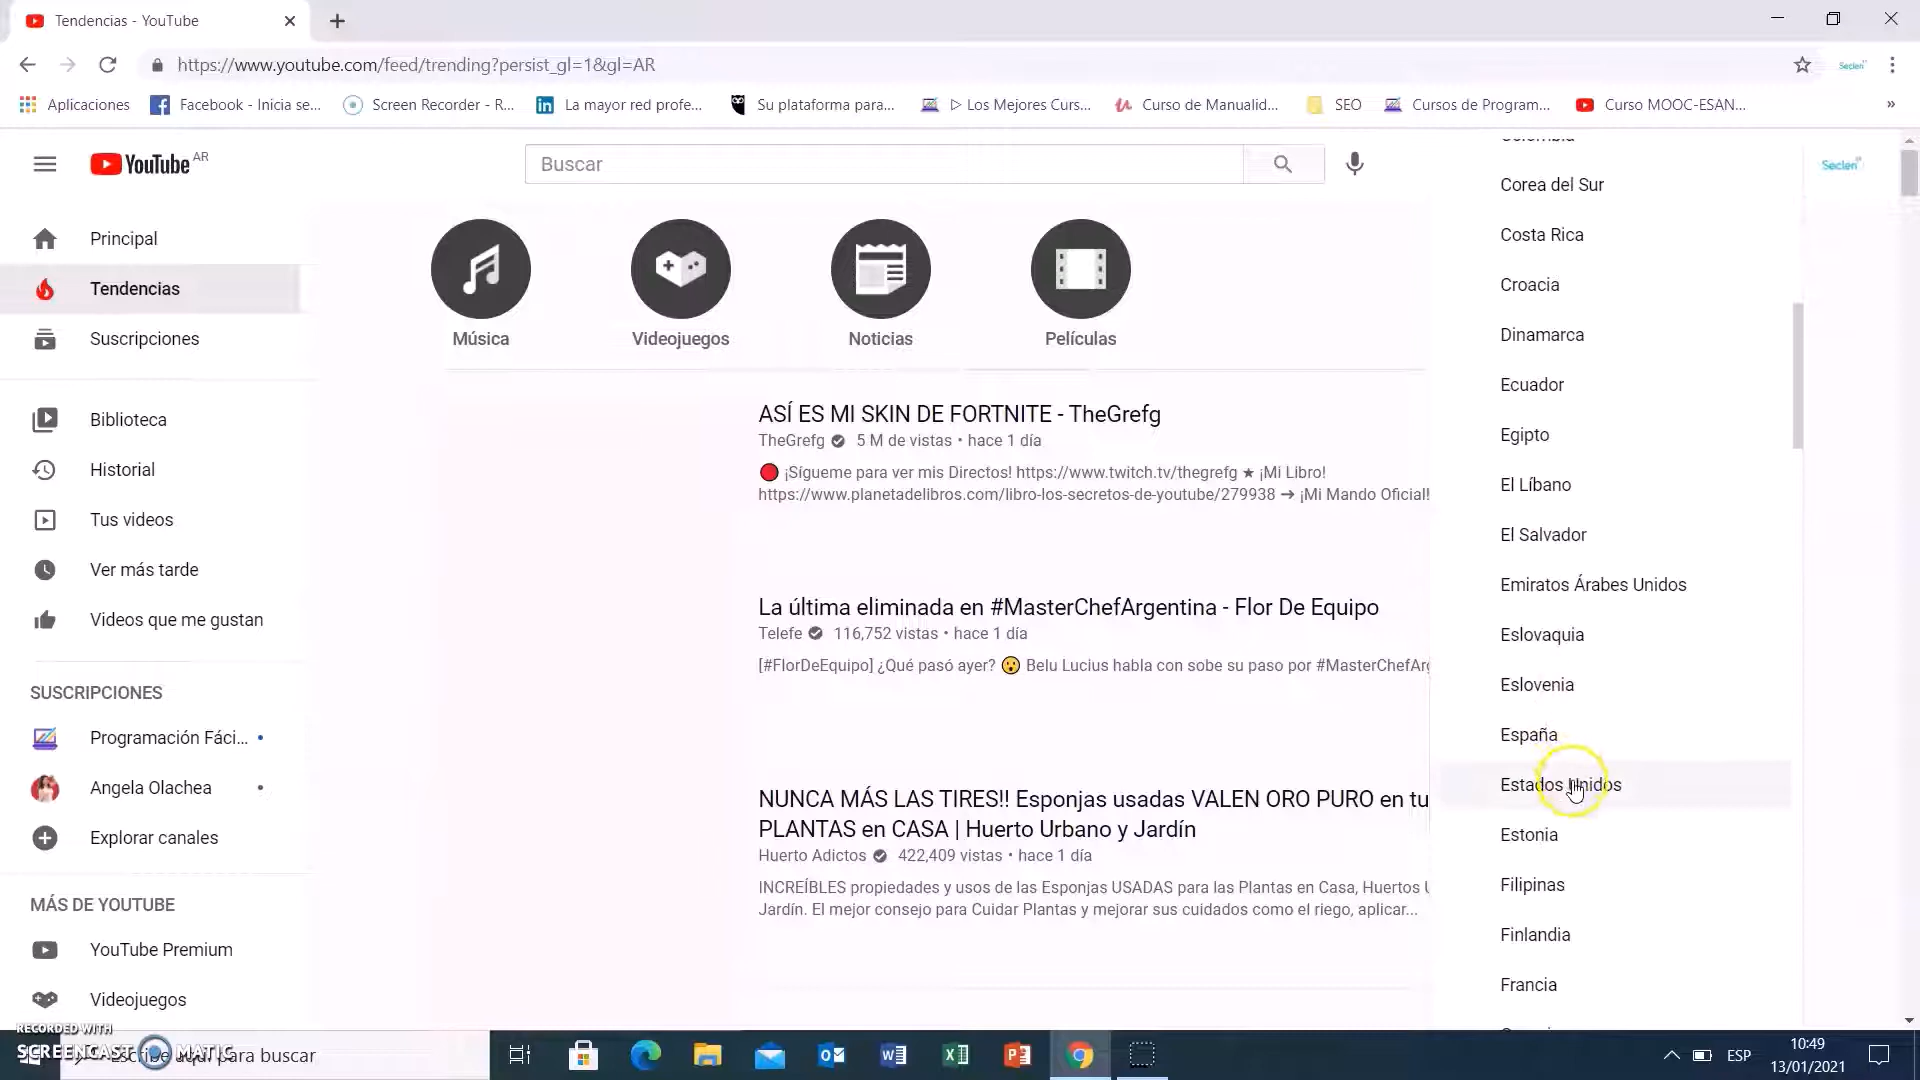 Tendencias - YouTube
https://www.youtube.com/feed/trending?persist_gl=1&gl=AR
Seclen
Aplicaciones
Facebook - Inicia se...
Screen Recorder - R...
La mayor red profe...
Su plataforma para...
▷ Los Mejores Curs...
Curso de Manualid...
SEO
Cursos de Program...
Curso MOOC-ESAN...
»
YouTube AR
Buscar
Seclen
Principal
Tendencias
Suscripciones
Biblioteca
Historial
Tus videos
Ver más tarde
Videos que me gustan
SUSCRIPCIONES
Programación Fáci...
Angela Olachea
Explorar canales
MÁS DE YOUTUBE
YouTube Premium
Videojuegos
Música
Videojuegos
Noticias
Películas
ASÍ ES MI SKIN DE FORTNITE - TheGrefg
TheGrefg 5 M de vistas • hace 1 día
🔴 ¡Sígueme para ver mis Directos! https://www.twitch.tv/thegrefg ★ ¡Mi Libro!
https://www.planetadelibros.com/libro-los-secretos-de-youtube/279938 ➔ ¡Mi Mando Oficial!
La última eliminada en #MasterChefArgentina - Flor De Equipo
Telefe 116,752 vistas • hace 1 día
[#FlorDeEquipo] ¿Qué pasó ayer? 😮 Belu Lucius habla con sobe su paso por #MasterChefArg
NUNCA MÁS LAS TIRES!! Esponjas usadas VALEN ORO PURO en tu
PLANTAS en CASA | Huerto Urbano y Jardín
Huerto Adictos 422,409 vistas • hace 1 día
INCREÍBLES propiedades y usos de las Esponjas USADAS para las Plantas en Casa, Huertos U
Jardín. El mejor consejo para Cuidar Plantas y mejorar sus cuidados como el riego, aplicar...
Colombia
Corea del Sur
Costa Rica
Croacia
Dinamarca
Ecuador
Egipto
El Líbano
El Salvador
Emiratos Árabes Unidos
Eslovaquia
Eslovenia
España
Estados Unidos
Estonia
Filipinas
Finlandia
Francia
RECORDED WITH
SCREENCAST MATIC
Escribe aquí para buscar
ESP
10:49
13/01/2021